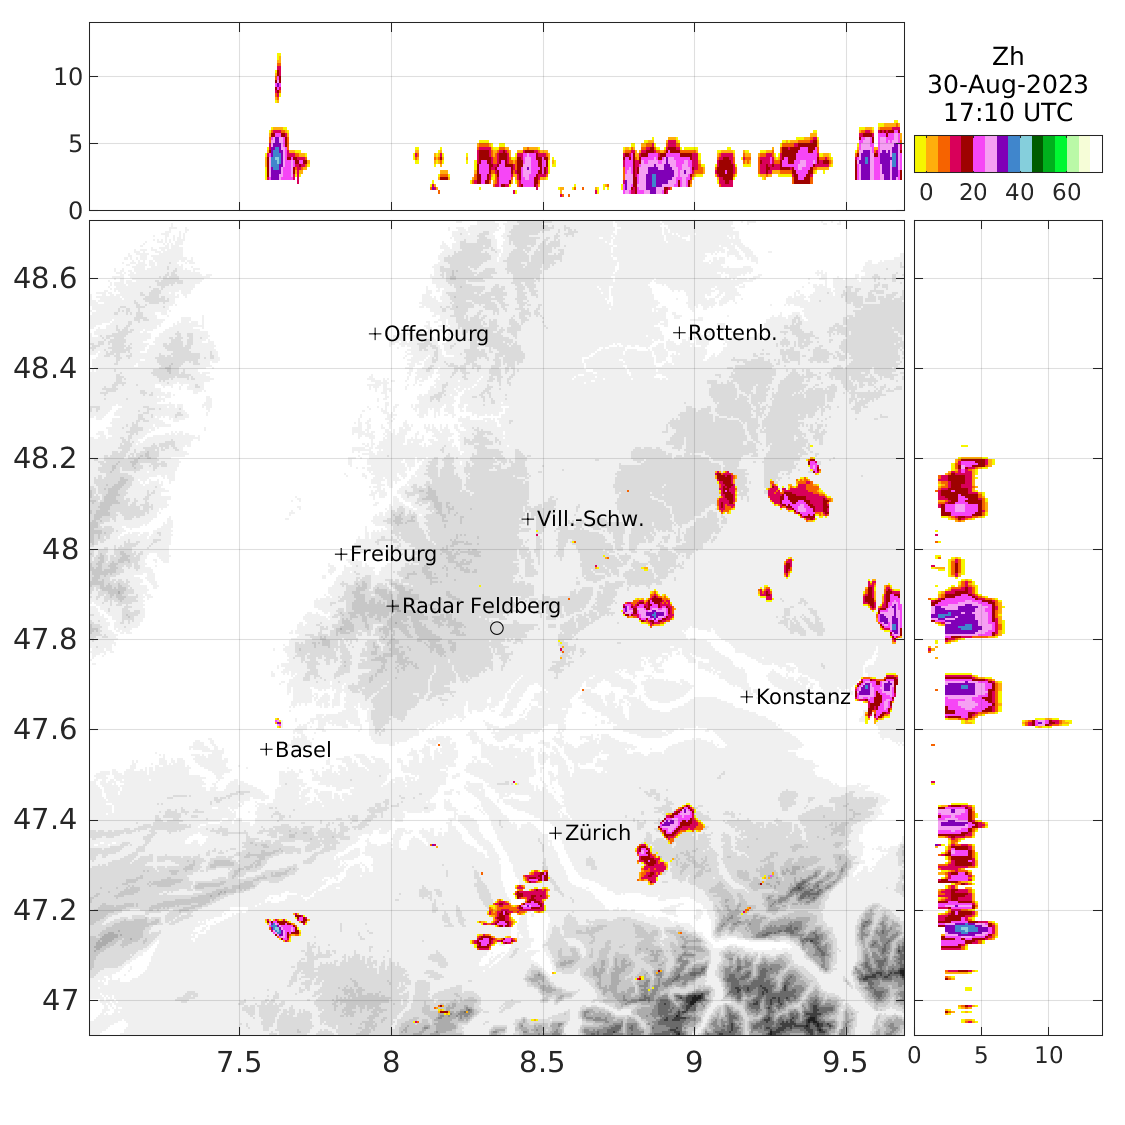 10
5
0
Zh
30-Aug-2023
17:10 UTC
0 20 40 60
48.6
48.4
48.2
48
47.8
47.6
47.4
47.2
47
+Offenburg
+Rottenb.
+Vill.-Schw.
+Freiburg
+Radar Feldberg
+Konstanz
+Basel
+Zürich
7.5 8 8.5 9 9.5
0 5 10